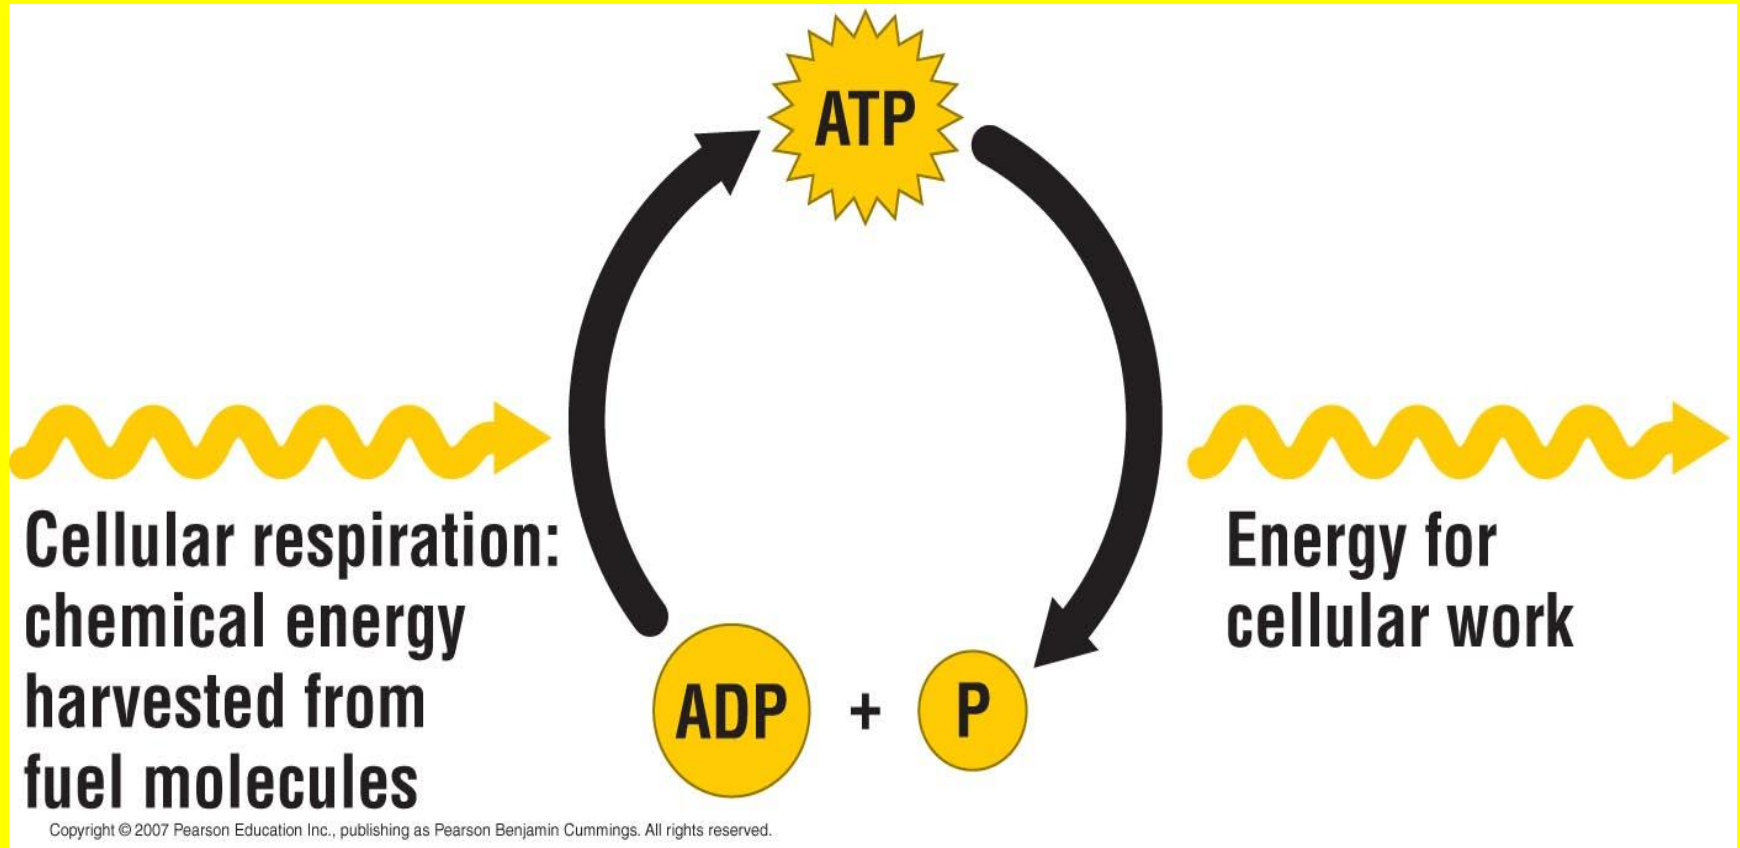 ATP
Cellular respiration:
chemical energy
harvested from
fuel molecules
Energy for
cellular work
ADP + P
Copyright © 2007 Pearson Education Inc., publishing as Pearson Benjamin Cummings. All rights reserved.